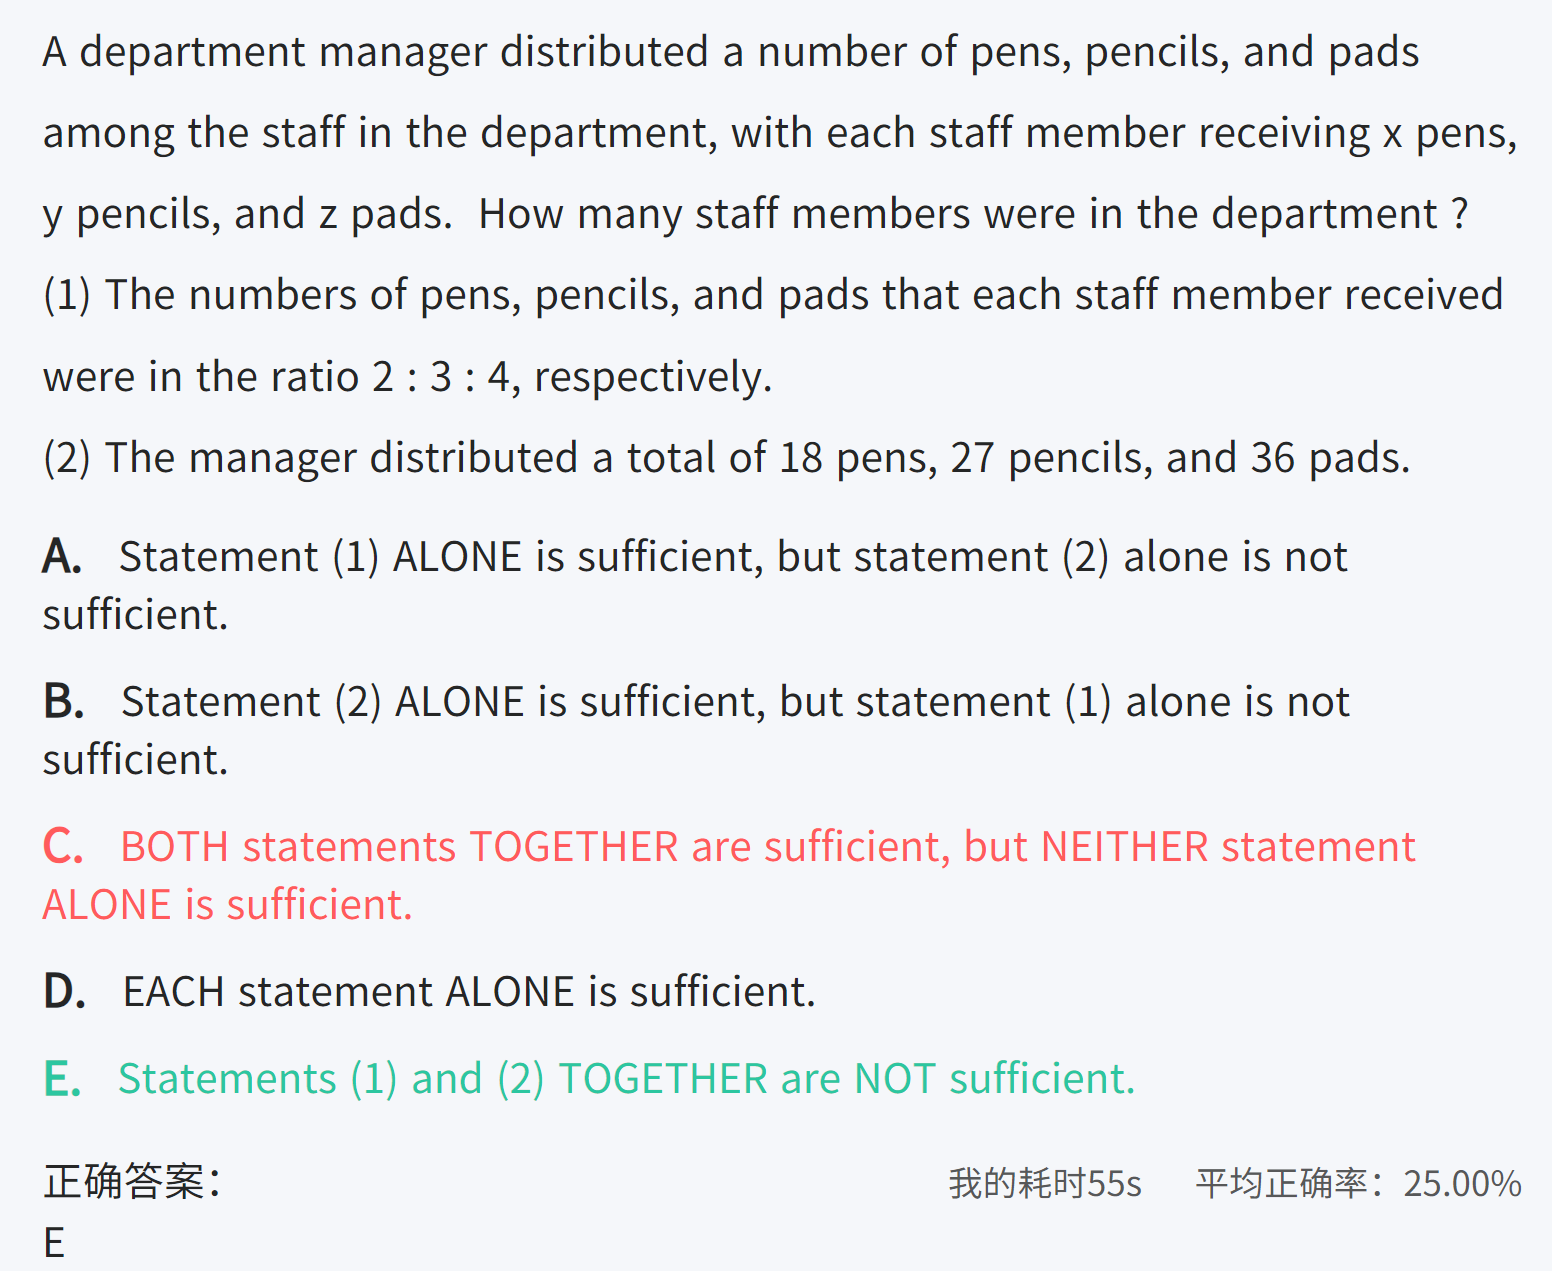 A department manager distributed a number of pens, pencils, and pads
among the staff in the department, with each staff member receiving x pens,
y pencils, and z pads.  How many staff members were in the department ?
(1) The numbers of pens, pencils, and pads that each staff member received
were in the ratio 2 : 3 : 4, respectively.
(2) The manager distributed a total of 18 pens, 27 pencils, and 36 pads.
A. Statement (1) ALONE is sufficient, but statement (2) alone is not
sufficient.
B. Statement (2) ALONE is sufficient, but statement (1) alone is not
sufficient.
C. BOTH statements TOGETHER are sufficient, but NEITHER statement
ALONE is sufficient.
D. EACH statement ALONE is sufficient.
E. Statements (1) and (2) TOGETHER are NOT sufficient.
正确答案： 我的耗时55s 平均正确率：25.00%
E